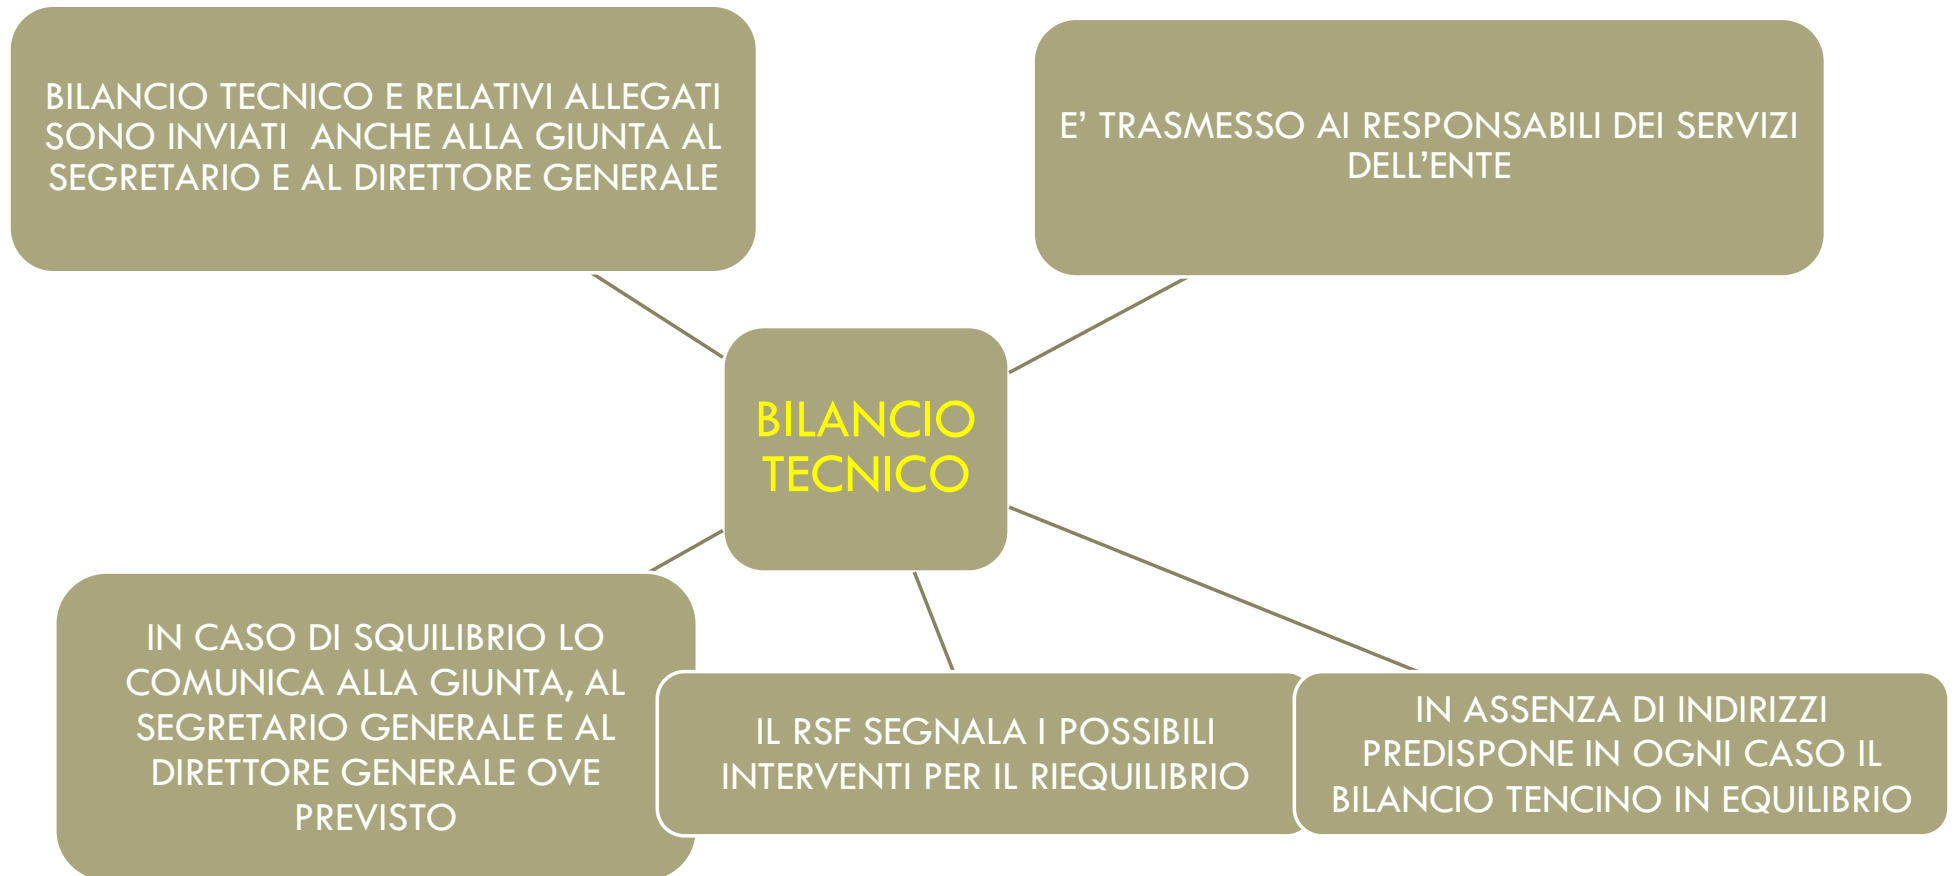 BILANCIO TECNICO E RELATIVI ALLEGATI
SONO INVIATI  ANCHE ALLA GIUNTA AL
SEGRETARIO E AL DIRETTORE GENERALE
E’ TRASMESSO AI RESPONSABILI DEI SERVIZI
DELL’ENTE
BILANCIO
TECNICO
IN CASO DI SQUILIBRIO LO
COMUNICA ALLA GIUNTA, AL
SEGRETARIO GENERALE E AL
DIRETTORE GENERALE OVE
PREVISTO
IL RSF SEGNALA I POSSIBILI
INTERVENTI PER IL RIEQUILIBRIO
IN ASSENZA DI INDIRIZZI
PREDISPONE IN OGNI CASO IL
BILANCIO TENCINO IN EQUILIBRIO